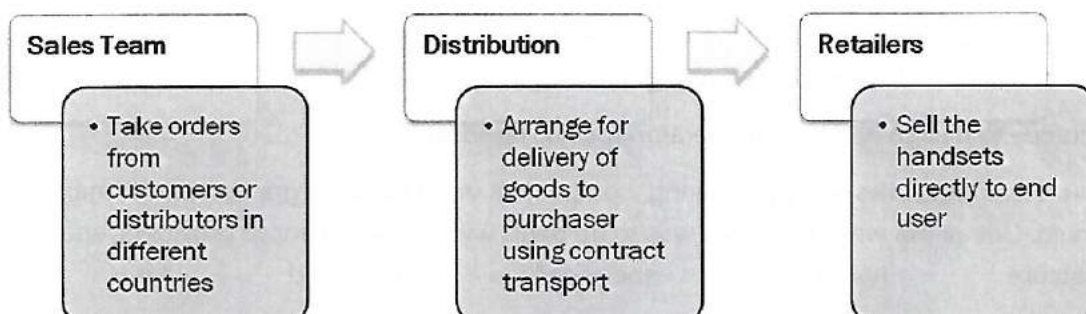 Sales Team
• Take orders
from
customers or
distributors in
different
countries
Distribution
• Arrange for
delivery of
goods to
purchaser
using contract
transport
Retailers
• Sell the
handsets
directly to end
user